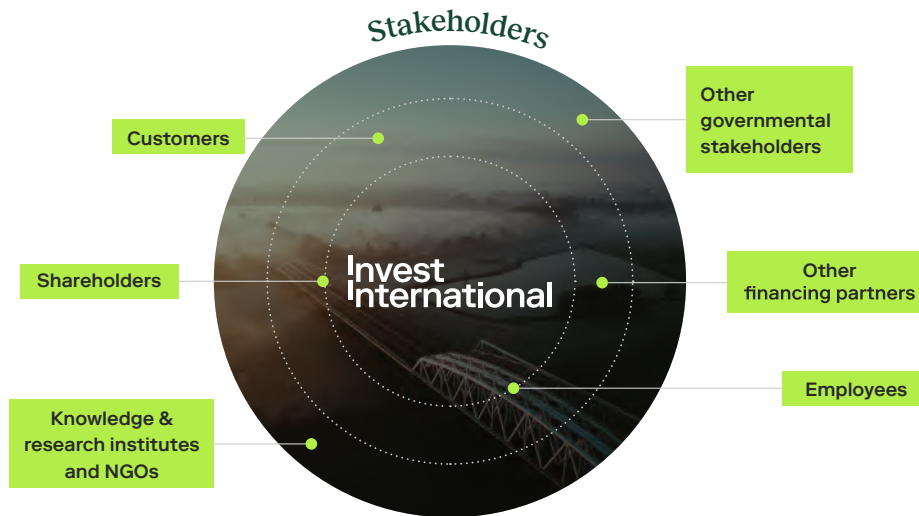 Stakeholders
Other
governmental
stakeholders
Customers
Shareholders
Invest
International
Other
financing partners
Employees
Knowledge &
research institutes
and NGOs